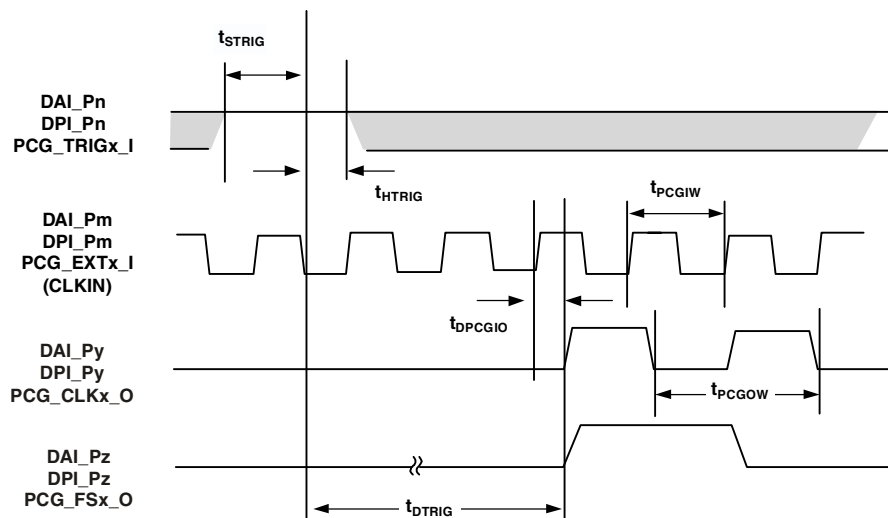 tSTRIG
DAI_Pn
DPI_Pn
PCG_TRIGx_I
tHTRIG
DAI_Pm
DPI_Pm
PCG_EXTx_I
(CLKIN)
tPCGIW
tDPCGIO
DAI_Py
DPI_Py
PCG_CLKx_O
tPCGOW
DAI_Pz
DPI_Pz
PCG_FSx_O
tDTRIG